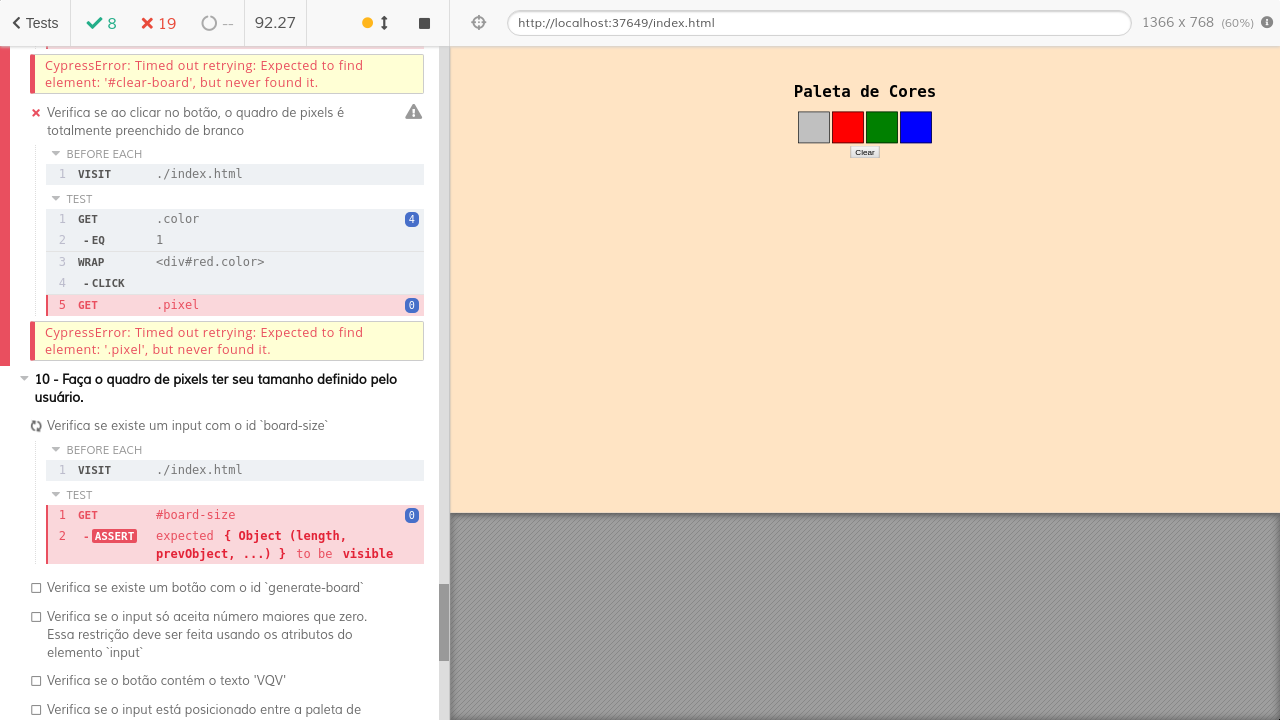 Tests 8 19 -- 92.27
http://localhost:37649/index.html 1366 x 768 (60%)
CypressError: Timed out retrying: Expected to find
element: '#clear-board', but never found it.
Verifica se ao clicar no botão, o quadro de pixels é
totalmente preenchido de branco
BEFORE EACH
1 VISIT ./index.html
TEST
1 GET .color 4
2 - EQ 1
3 WRAP <div#red.color>
4 - CLICK
5 GET .pixel 0
CypressError: Timed out retrying: Expected to find
element: '.pixel', but never found it.
10 - Faça o quadro de pixels ter seu tamanho definido pelo
usuário.
Verifica se existe um input com o id `board-size`
BEFORE EACH
1 VISIT ./index.html
TEST
1 GET #board-size 0
2 - ASSERT expected { Object (length,
prevObject, ...) } to be visible
Verifica se existe um botão com o id `generate-board`
Verifica se o input só aceita número maiores que zero.
Essa restrição deve ser feita usando os atributos do
elemento `input`
Verifica se o botão contém o texto 'VQV'
Verifica se o input está posicionado entre a paleta de
Paleta de Cores
Clear